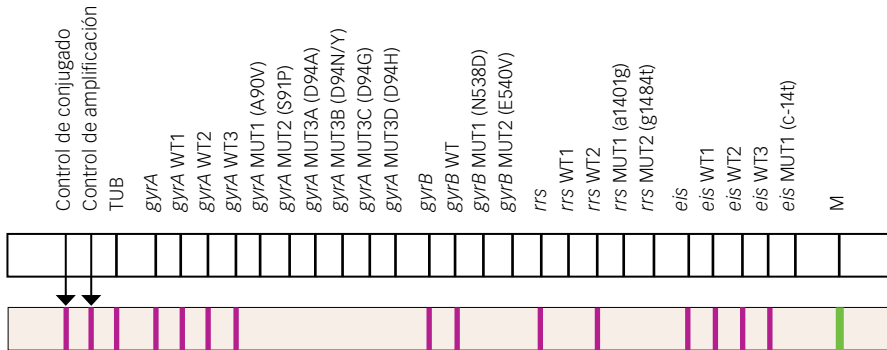 Control de conjugado
Control de amplificación
TUB
gyrA
gyrA WT1
gyrA WT2
gyrA WT3
gyrA MUT1 (A90V)
gyrA MUT2 (S91P)
gyrA MUT3A (D94A)
gyrA MUT3B (D94N/Y)
gyrA MUT3C (D94G)
gyrA MUT3D (D94H)
gyrB
gyrB WT
gyrB MUT1 (N538D)
gyrB MUT2 (E540V)
rrs
rrs WT1
rrs WT2
rrs MUT1 (a1401g)
rrs MUT2 (g1484t)
eis
eis WT1
eis WT2
eis WT3
eis MUT1 (c-14t)
M